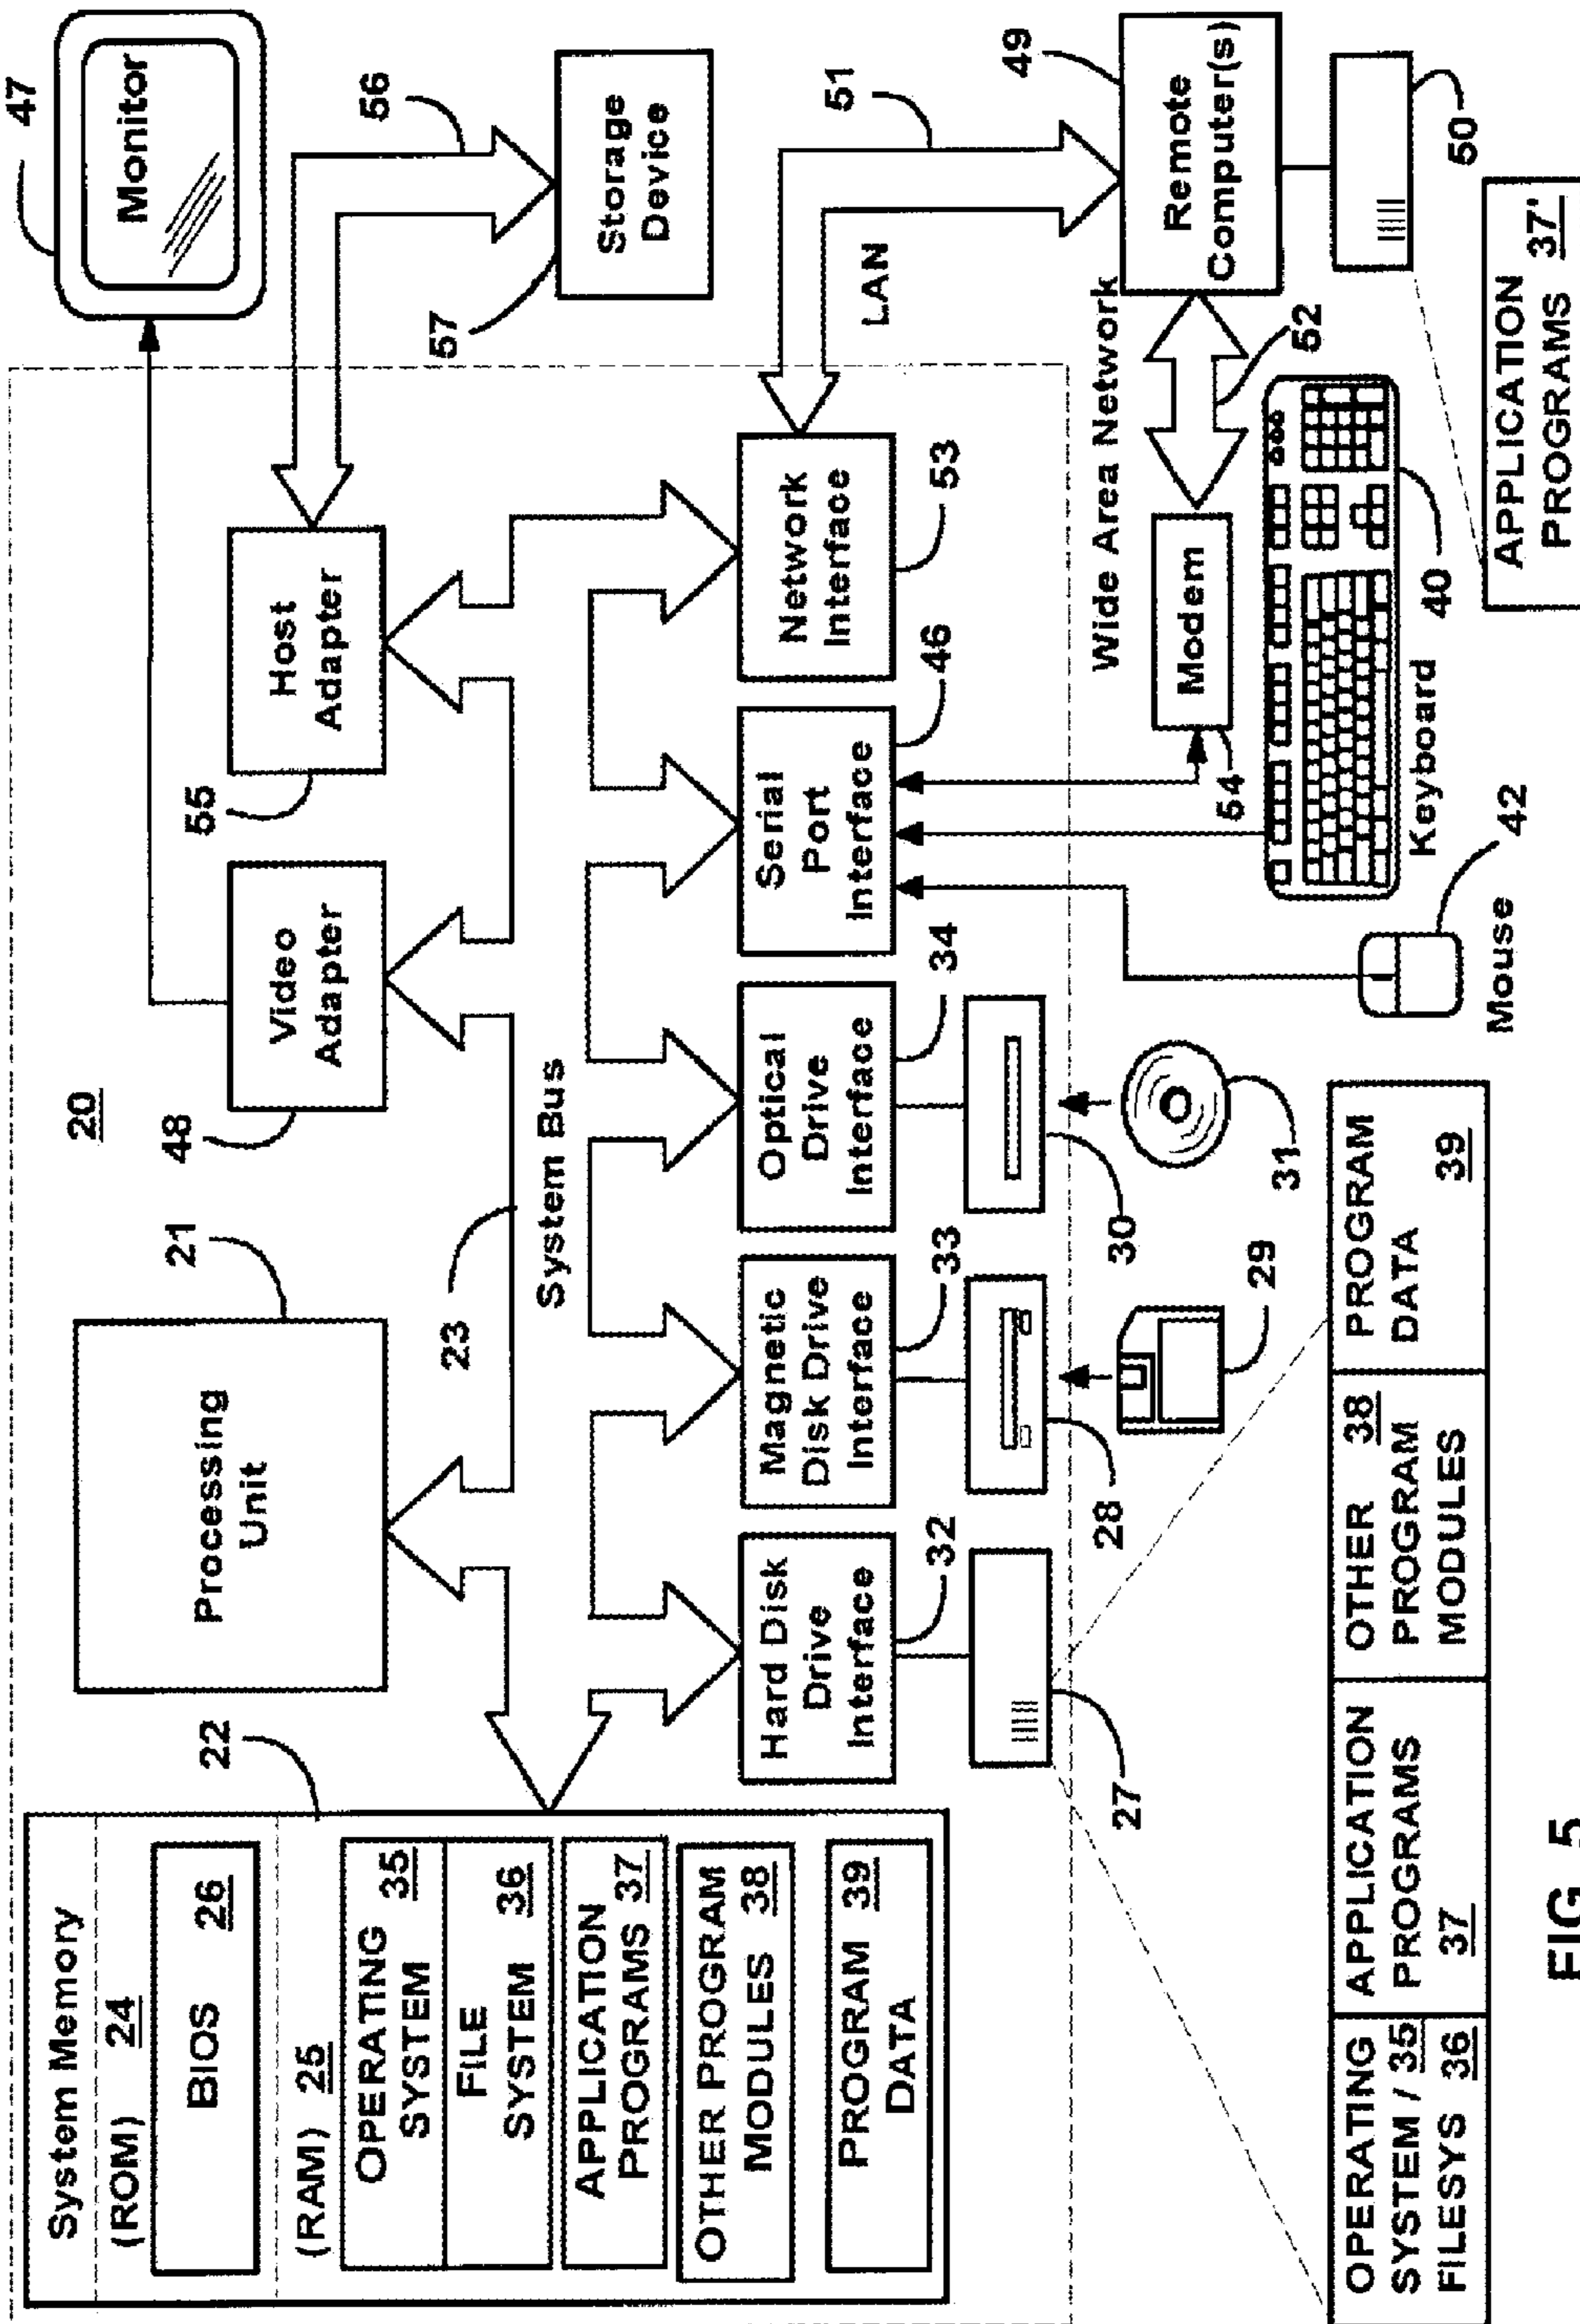 20
47
System Memory
(ROM) 24
BIOS 26
(RAM) 25
22
OPERATING
SYSTEM 35
FILE
SYSTEM 36
APPLICATION
PROGRAMS 37
OTHER PROGRAM
MODULES 38
PROGRAM 39
DATA
Processing
Unit
21
23
System Bus
48
Video
Adapter
55
Host
Adapter
Monitor
56
57
Storage
Device
Hard Disk
Drive
Interface
32
Magnetic
Disk Drive
Interface
33
Optical
Drive
Interface
34
Serial
Port
Interface
46
Network
Interface
53
LAN
51
27
28
29
30
31
Wide Area Network
49
Remote
Computer(s)
Modem
54
52
50
Keyboard
40
Mouse
42
OPERATING
SYSTEM / 35
FILESYS 36
APPLICATION
PROGRAMS
37
OTHER 38
PROGRAM
MODULES
PROGRAM
DATA 39
APPLICATION
PROGRAMS 37'
FIG. 5